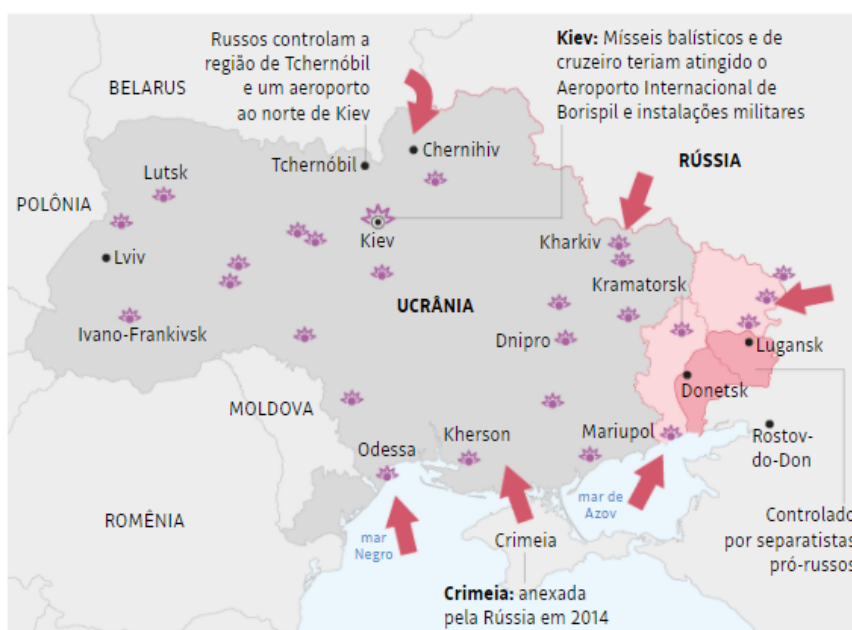 Russos controlam a
região de Tchernóbil
e um aeroporto
ao norte de Kiev
Kiev: Mísseis balísticos e de
cruzeiro teriam atingido o
Aeroporto Internacional de
Borispil e instalações militares
BELARUS
Chernihiv
Tchernóbil
RÚSSIA
Lutsk
POLÔNIA
Kiev
Kharkiv
Lviv
Kramatorsk
UCRÂNIA
Ivano-Frankivsk
Dnipro
Lugansk
Donetsk
MOLDOVA
Kherson
Mariupol
Rostov-
do-Don
Odessa
mar de
Azov
mar
Negro
ROMÊNIA
Crimeia
Controlado
por separatistas
pró-russos
Crimeia: anexada
pela Rússia em 2014